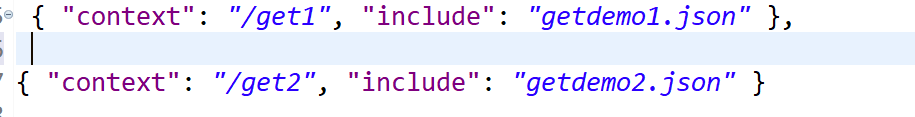 { "context": "/get1", "include": "getdemo1.json" },
{ "context": "/get2", "include": "getdemo2.json" }